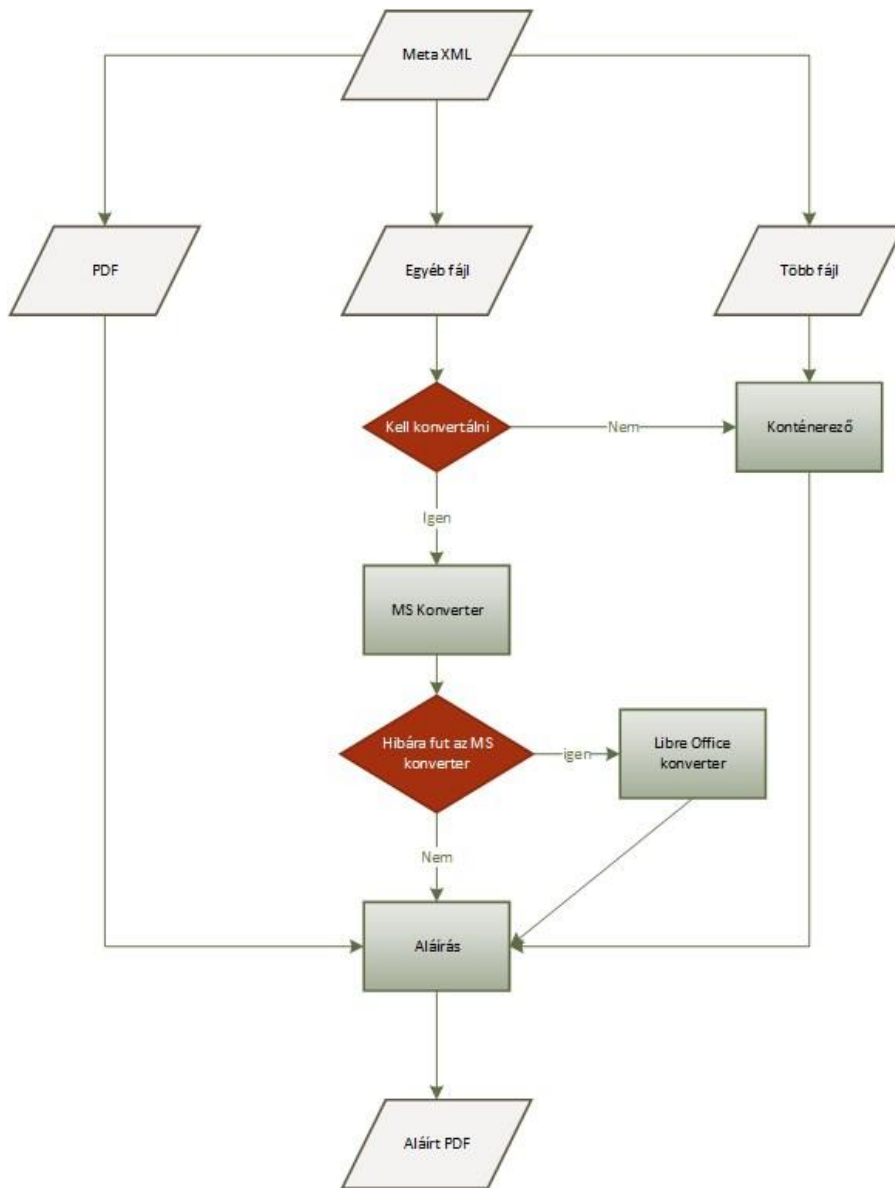 Meta XML
PDF
Egyéb fájl
Több fájl
Kell konvertálni
Nem
Konténerező
Igen
MS Konverter
Hibára fut az MS
konverter
igen
Libre Office
konverter
Nem
Aláírás
Aláírt PDF